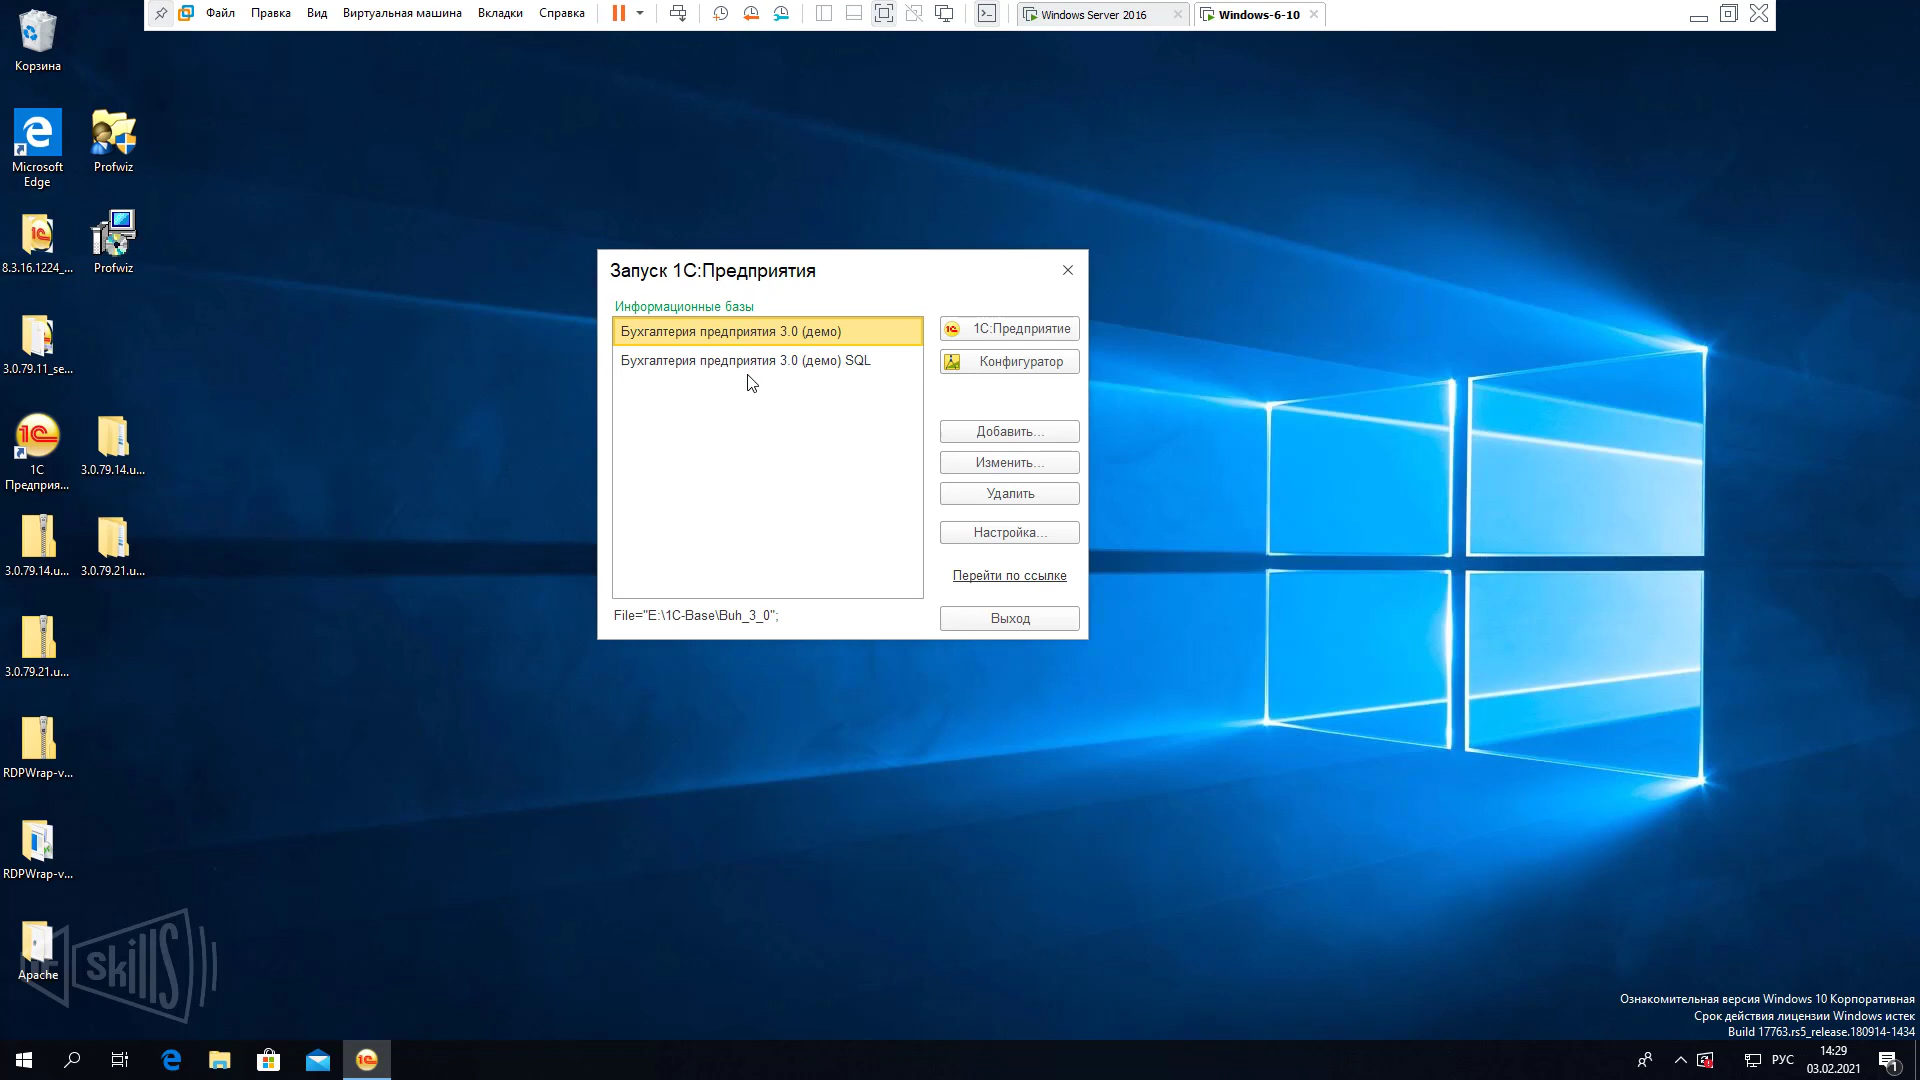 Файл Правка Вид Виртуальная машина Вкладки Справка Windows Server 2016 Windows-6-10
Корзина
Microsoft Edge
Profwiz
8.3.16.1224_...
Profwiz
3.0.79.11_se...
1С Предприя...
3.0.79.14.u...
3.0.79.14.u...
3.0.79.21.u...
3.0.79.21.u...
RDPWrap-v...
RDPWrap-v...
Apache
skills
Запуск 1С:Предприятия
Информационные базы
Бухгалтерия предприятия 3.0 (демо)
Бухгалтерия предприятия 3.0 (демо) SQL
1С:Предприятие
Конфигуратор
Добавить...
Изменить...
Удалить
Настройка...
Перейти по ссылке
Выход
File="E:\1C-Base\Buh_3_0";
Ознакомительная версия Windows 10 Корпоративная
Срок действия лицензии Windows истек
Build 17763.rs5_release.180914-1434
РУС
14:29
03.02.2021
1